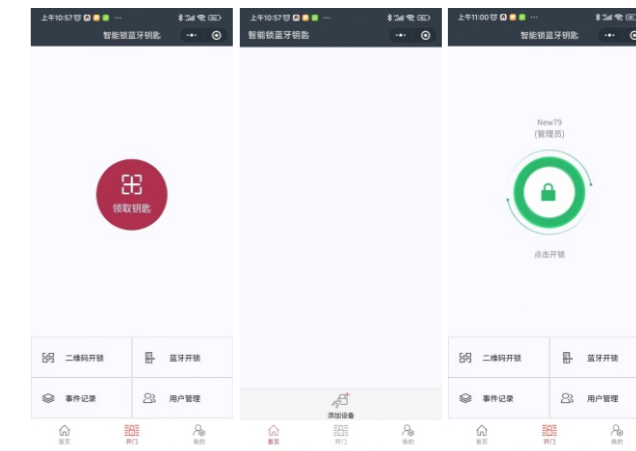 上午10:57
智能锁蓝牙钥匙
领取钥匙
二维码开锁
蓝牙开锁
事件记录
用户管理
首页
开门
我的
上午10:57
智能锁蓝牙钥匙
添加设备
首页
开门
我的
上午11:00
智能锁蓝牙钥匙
New79
(管理员)
点击开锁
二维码开锁
蓝牙开锁
事件记录
用户管理
首页
开门
我的